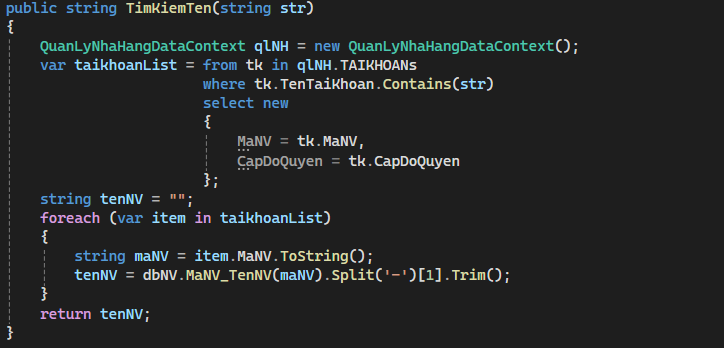 public string TimKiemTen(string str)
{
QuanLyNhaHangDataContext qlNH = new QuanLyNhaHangDataContext();
var taikhoanList = from tk in qlNH.TAIKHOANs
where tk.TenTaiKhoan.Contains(str)
select new
{
MaNV = tk.MaNV,
CapDoQuyen = tk.CapDoQuyen
};
string tenNV = "";
foreach (var item in taikhoanList)
{
string maNV = item.MaNV.ToString();
tenNV = dbNV.MaNV_TenNV(maNV).Split('-')[1].Trim();
}
return tenNV;
}